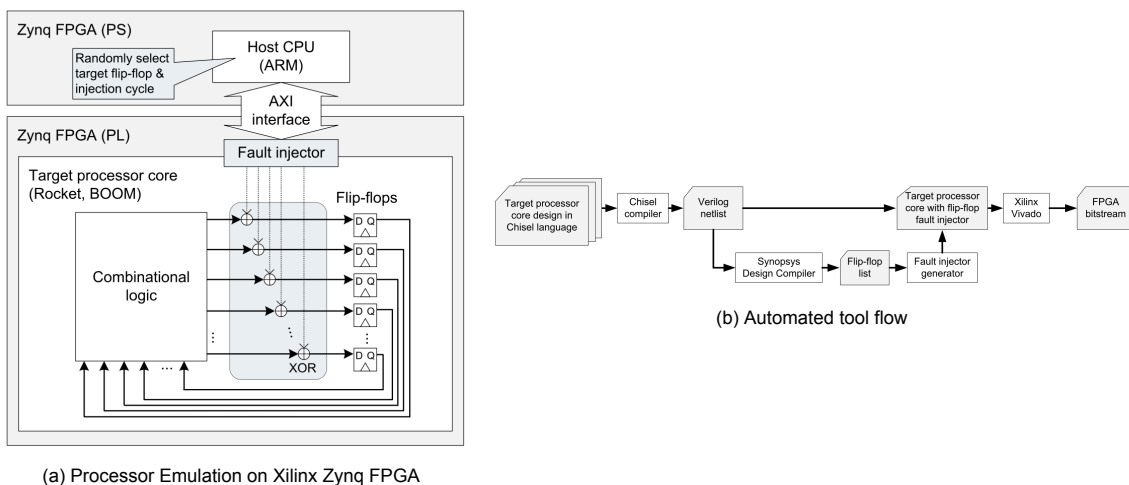 Zynq FPGA (PS)
Host CPU
(ARM)
Randomly select
target flip-flop &
injection cycle
AXI
interface
Zynq FPGA (PL)
Fault injector
Target processor core
(Rocket, BOOM)
Flip-flops
Combinational
logic
D Q
D Q
D Q
D Q
D Q
...
...
...
...
XOR
(a) Processor Emulation on Xilinx Zynq FPGA
Target processor
core design in
Chisel language
Chisel
compiler
Verilog
netlist
Target processor
core with flip-flop
fault injector
Xilinx
Vivado
FPGA
bitstream
Synopsys
Design Compiler
Flip-flop
list
Fault injector
generator
(b) Automated tool flow